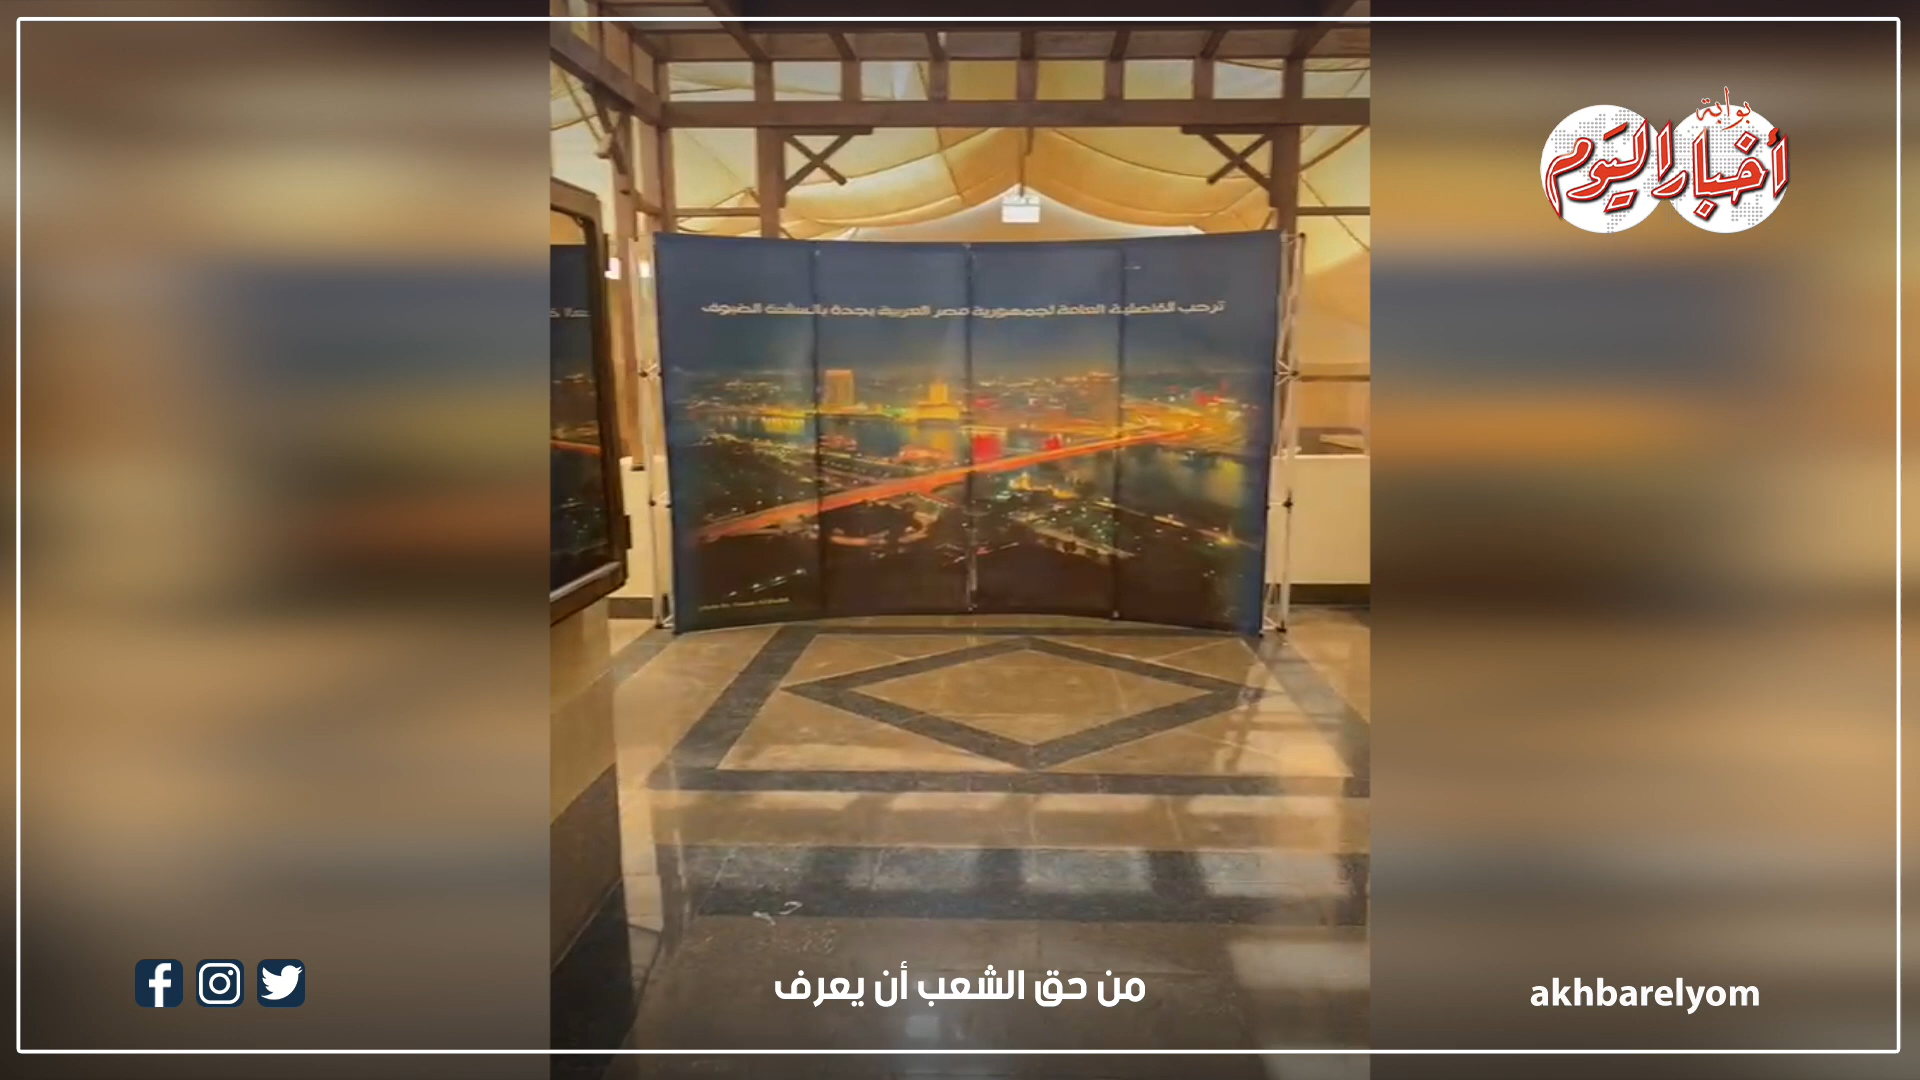 بوابة
أخبار اليوم
ترحب القنصلية العامة لجمهورية مصر العربية بجدة بالسادة الضيوف
من حق الشعب أن يعرف
akhbarelyom